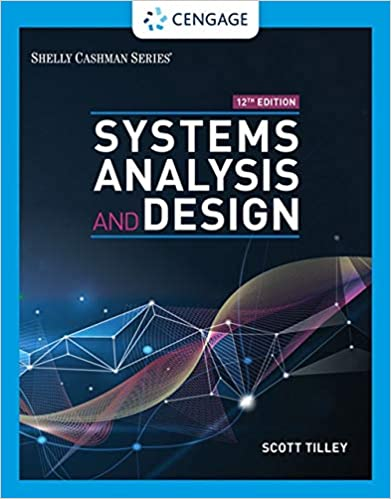 CENGAGE
SHELLY CASHMAN SERIES®
12TH EDITION
SYSTEMS
ANALYSIS
AND DESIGN
SCOTT TILLEY